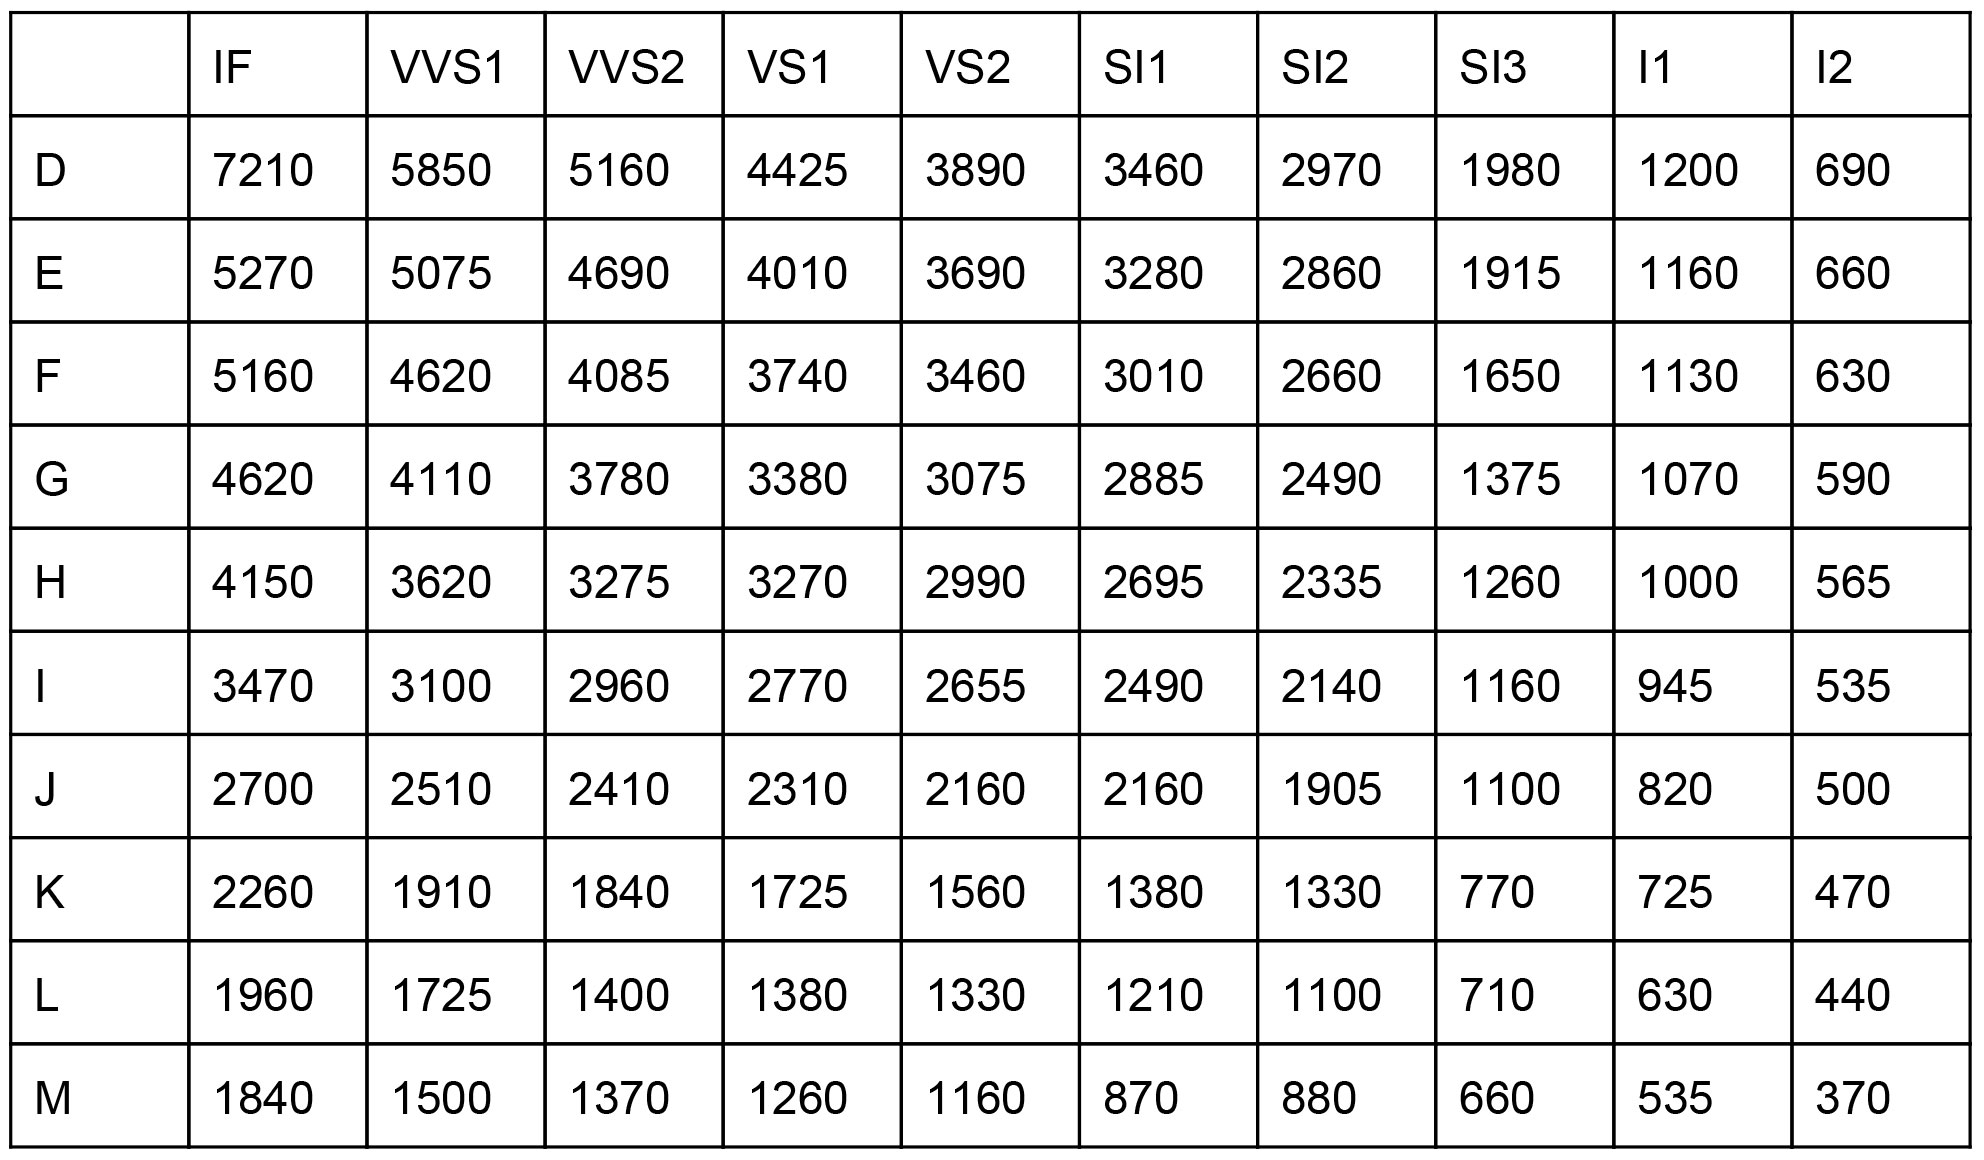 IF VVS1 VVS2 VS1 VS2 SI1 SI2 SI3 I1 I2
D 7210 5850 5160 4425 3890 3460 2970 1980 1200 690
E 5270 5075 4690 4010 3690 3280 2860 1915 1160 660
F 5160 4620 4085 3740 3460 3010 2660 1650 1130 630
G 4620 4110 3780 3380 3075 2885 2490 1375 1070 590
H 4150 3620 3275 3270 2990 2695 2335 1260 1000 565
I 3470 3100 2960 2770 2655 2490 2140 1160 945 535
J 2700 2510 2410 2310 2160 2160 1905 1100 820 500
K 2260 1910 1840 1725 1560 1380 1330 770 725 470
L 1960 1725 1400 1380 1330 1210 1100 710 630 440
M 1840 1500 1370 1260 1160 870 880 660 535 370